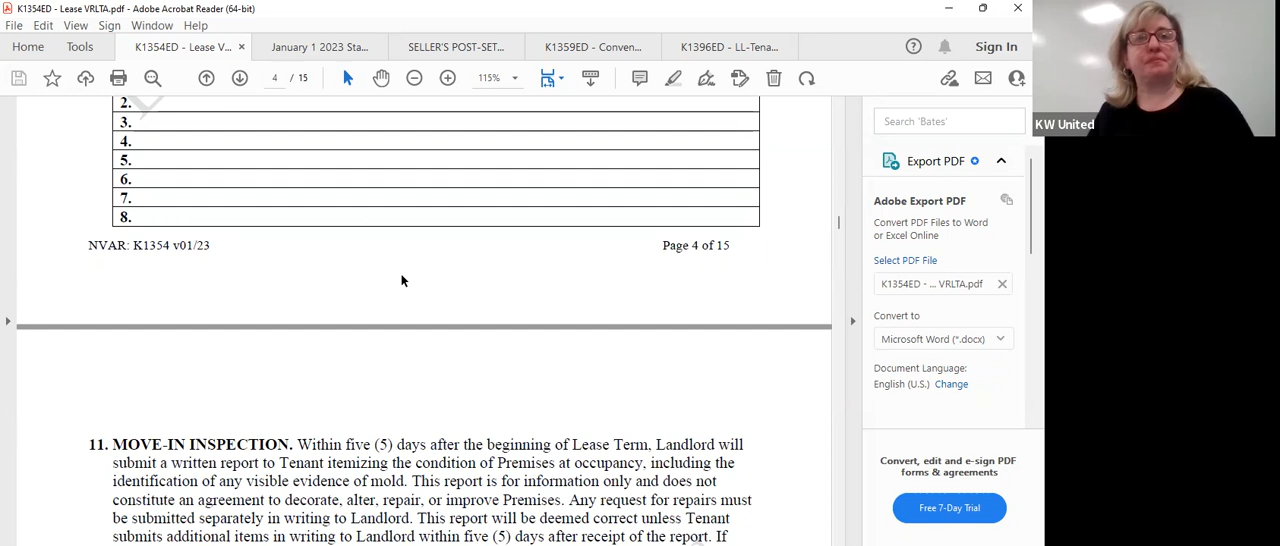 K1354ED - Lease VRLTA.pdf - Adobe Acrobat Reader (64-bit)
File Edit View Sign Window Help
Home Tools K1354ED - Lease V... × January 1 2023 Sta... SELLER'S POST-SET... K1359ED - Conven... K1396ED - LL-Tena... Sign In
4 / 15 115%
2.
3.
4.
5.
6.
7.
8.
NVAR: K1354 v01/23 Page 4 of 15
11. MOVE-IN INSPECTION. Within five (5) days after the beginning of Lease Term, Landlord will
submit a written report to Tenant itemizing the condition of Premises at occupancy, including the
identification of any visible evidence of mold. This report is for information only and does not
constitute an agreement to decorate, alter, repair, or improve Premises. Any request for repairs must
be submitted separately in writing to Landlord. This report will be deemed correct unless Tenant
submits additional items in writing to Landlord within five (5) days after receipt of the report. If
Search 'Bates'
Export PDF
Adobe Export PDF
Convert PDF Files to Word
or Excel Online
Select PDF File
K1354ED - ... VRLTA.pdf
Convert to
Microsoft Word (*.docx)
Document Language:
English (U.S.) Change
Convert, edit and e-sign PDF
forms & agreements
Free 7-Day Trial
KW United